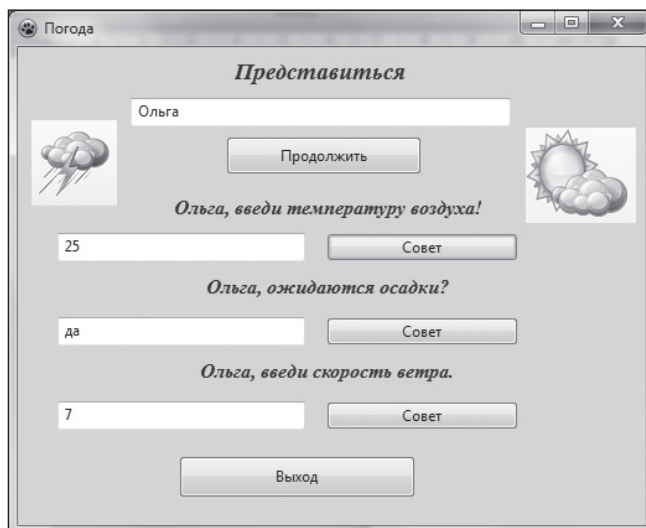 Погода
Представиться
Ольга
Продолжить
Ольга, введи температуру воздуха!
25 Совет
Ольга, ожидаются осадки?
да Совет
Ольга, введи скорость ветра.
7 Совет
Выход